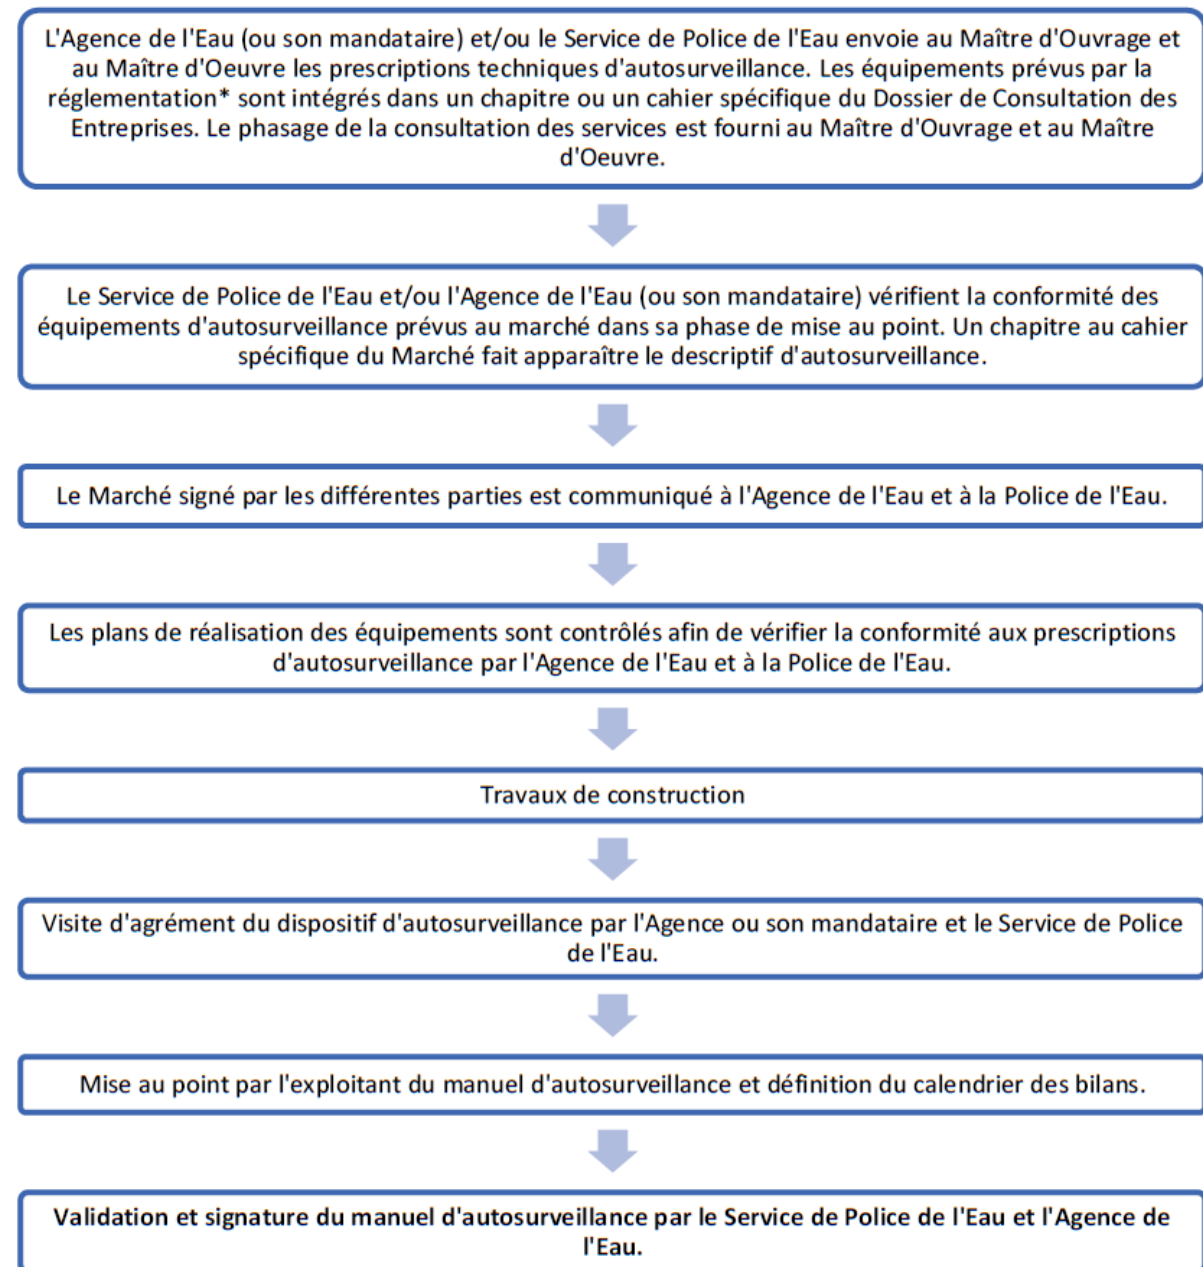 L'Agence de l'Eau (ou son mandataire) et/ou le Service de Police de l'Eau envoie au Maître d'Ouvrage et
au Maître d'Oeuvre les prescriptions techniques d'autosurveillance. Les équipements prévus par la
réglementation* sont intégrés dans un chapitre ou un cahier spécifique du Dossier de Consultation des
Entreprises. Le phasage de la consultation des services est fourni au Maître d'Ouvrage et au Maître
d'Oeuvre.
Le Service de Police de l'Eau et/ou l'Agence de l'Eau (ou son mandataire) vérifient la conformité des
équipements d'autosurveillance prévus au marché dans sa phase de mise au point. Un chapitre au cahier
spécifique du Marché fait apparaître le descriptif d'autosurveillance.
Le Marché signé par les différentes parties est communiqué à l'Agence de l'Eau et à la Police de l'Eau.
Les plans de réalisation des équipements sont contrôlés afin de vérifier la conformité aux prescriptions
d'autosurveillance par l'Agence de l'Eau et à la Police de l'Eau.
Travaux de construction
Visite d'agrément du dispositif d'autosurveillance par l'Agence ou son mandataire et le Service de Police
de l'Eau.
Mise au point par l'exploitant du manuel d'autosurveillance et définition du calendrier des bilans.
Validation et signature du manuel d'autosurveillance par le Service de Police de l'Eau et l'Agence de
l'Eau.